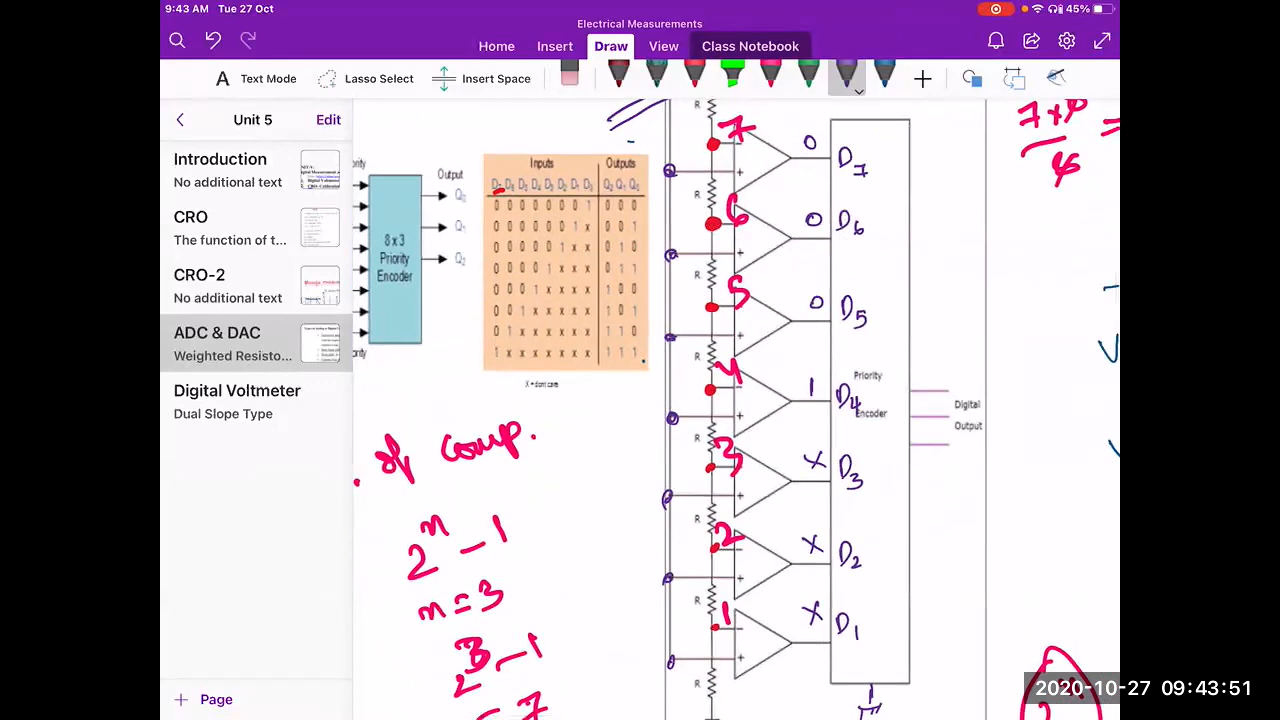 9:43 AM Tue 27 Oct
45%
Electrical Measurements
Home Insert Draw View Class Notebook
Text Mode Lasso Select Insert Space
Unit 5 Edit
Introduction
No additional text
CRO
The function of t...
CRO-2
No additional text
ADC & DAC
Weighted Resisto...
Digital Voltmeter
Dual Slope Type
Page
Output
Q0
Q1
Q2
8 x 3
Priority
Encoder
Inputs Outputs
0 0 0 0 0 0 0 1 0 0 0
0 0 0 0 0 0 1 x 0 0 1
0 0 0 0 0 1 x x 0 1 0
0 0 0 0 1 x x x 0 1 1
0 0 0 1 x x x x 1 0 0
0 0 1 x x x x x 1 0 1
0 1 x x x x x x 1 1 0
1 x x x x x x x 1 1 1
X = dont care
. of comp.
2^n - 1
n = 3
2^3 - 1
= 7
R
7 - + 0 D7
R
6 - + 0 D6
R
5 - + 0 D5
R
4 - + 1 D4
R
3 - + X D3
R
2 - + X D2
R
1 - + X D1
R
Priority
Encoder
Digital
Output
2020-10-27 09:43:51